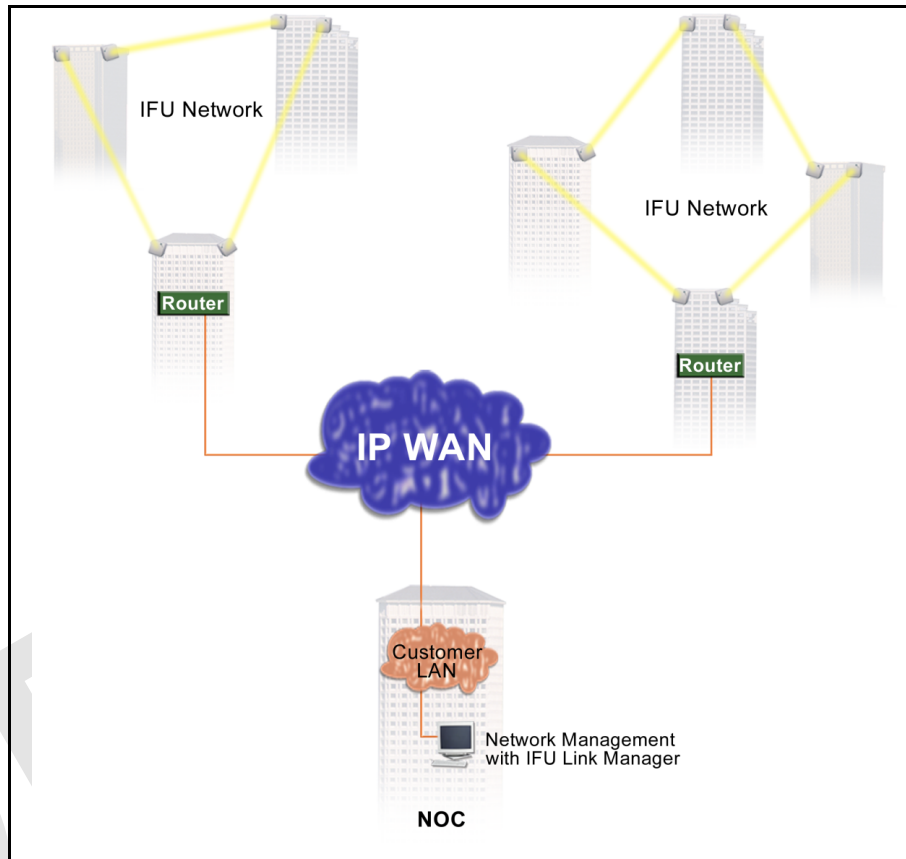 IFU Network
IFU Network
Router
Router
IP WAN
Customer
LAN
Network Management
with IFU Link Manager
NOC